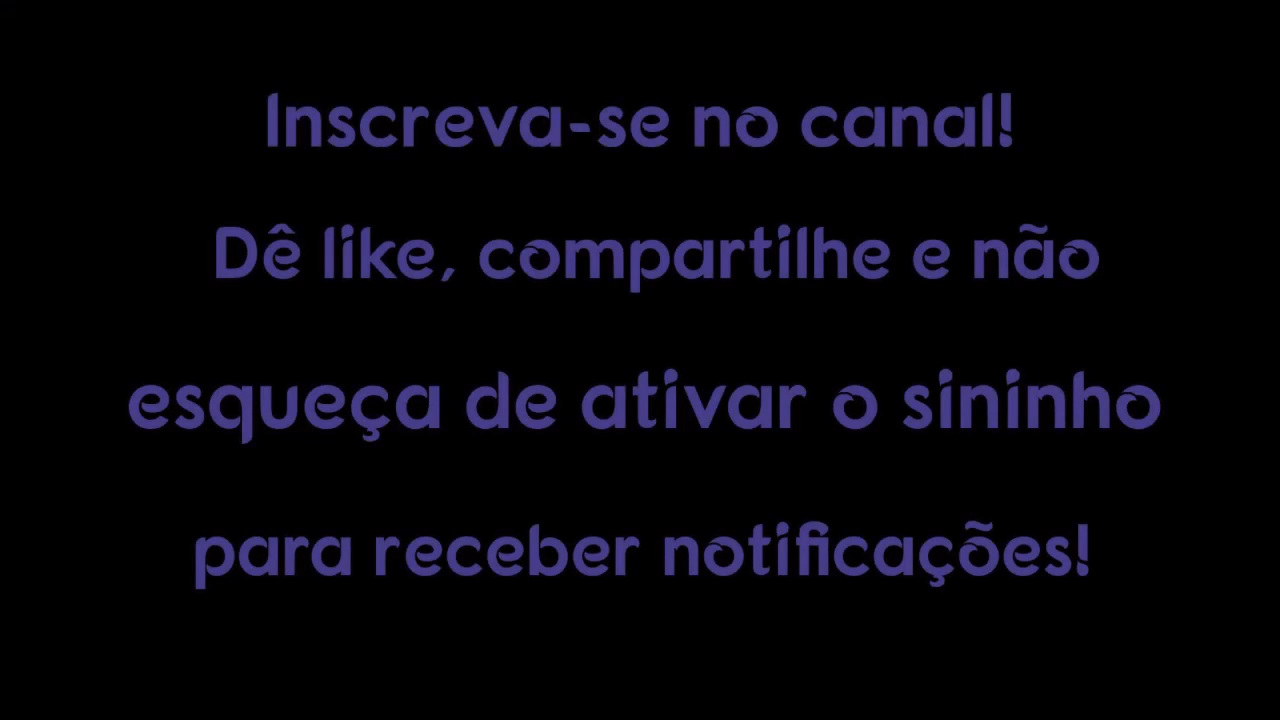 Inscreva-se no canal!
Dê like, compartilhe e não
esqueça de ativar o sininho
para receber notificações!